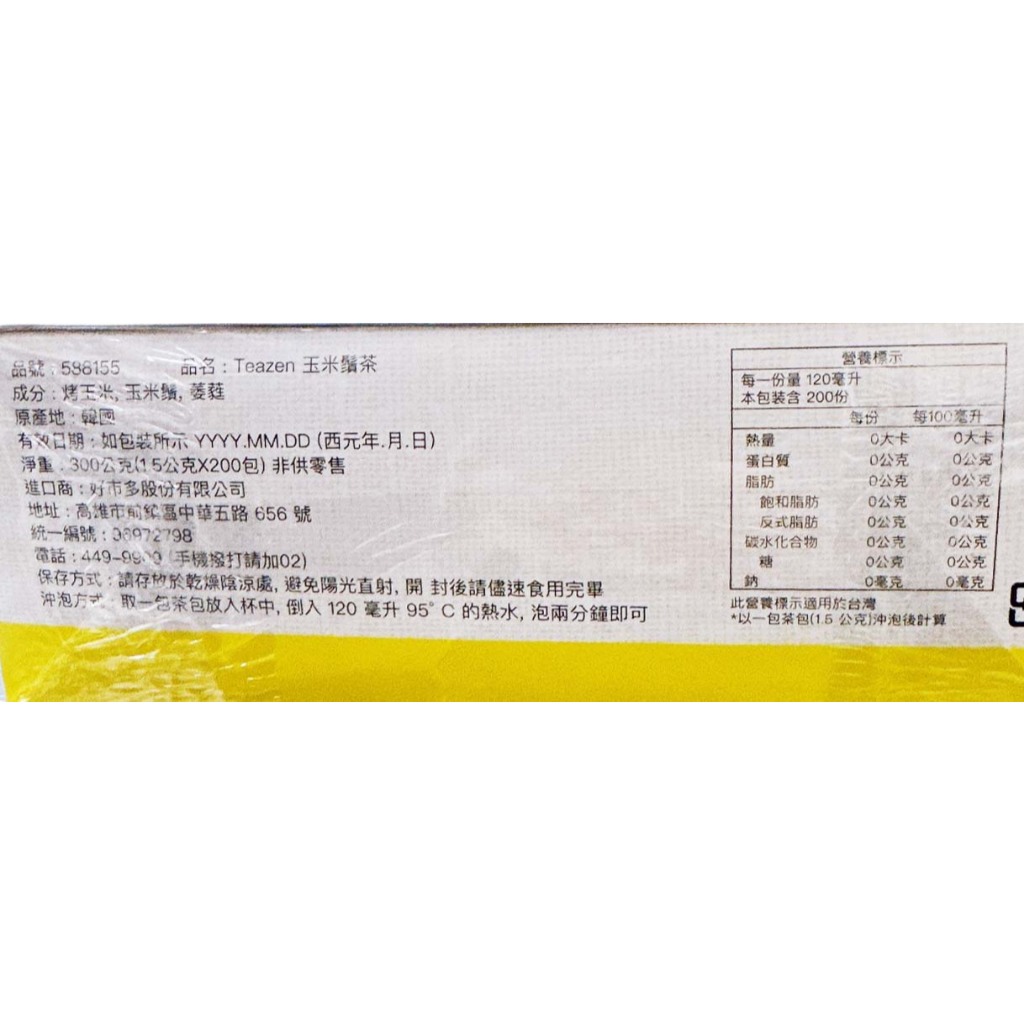 品號：588155 品名：Teazen 玉米鬚茶
成分：烤玉米, 玉米鬚, 菱蕤
原產地：韓國
有效日期：如包裝所示 YYYY.MM.DD (西元年.月.日)
淨重：300公克(1.5公克X200包) 非供零售
進口商：好市多股份有限公司
地址：高雄市前鎮區中華五路 656 號
統一編號：96972798
電話：449-9909 (手機撥打請加02)
保存方式：請存放於乾燥陰涼處, 避免陽光直射, 開 封後請儘速食用完畢
沖泡方式：取一包茶包放入杯中, 倒入 120 毫升 95° C 的熱水, 泡兩分鐘即可
營養標示
每一份量 120毫升
本包裝含 200份
每份 每100毫升
熱量 0大卡 0大卡
蛋白質 0公克 0公克
脂肪 0公克 0公克
飽和脂肪 0公克 0公克
反式脂肪 0公克 0公克
碳水化合物 0公克 0公克
糖 0公克 0公克
鈉 0毫克 0毫克
此營養標示適用於台灣
*以一包茶包(1.5 公克)沖泡後計算